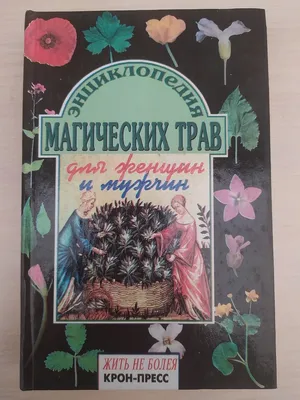 ЭНЦИКЛОПЕДИЯ
МАГИЧЕСКИХ ТРАВ
для женщин
и мужчин
ЖИТЬ НЕ БОЛЕЯ
КРОН-ПРЕСС